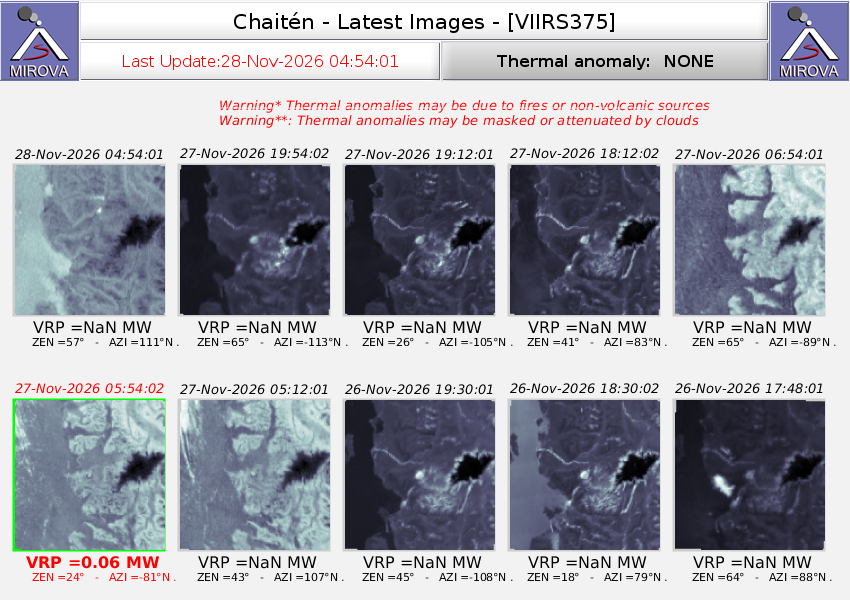 Chaitén - Latest Images - [VIIRS375]
MIROVA
Last Update:28-Nov-2026 04:54:01
Thermal anomaly: NONE
MIROVA
Warning* Thermal anomalies may be due to fires or non-volcanic sources
Warning**: Thermal anomalies may be masked or attenuated by clouds
28-Nov-2026 04:54:01 27-Nov-2026 19:54:02 27-Nov-2026 19:12:01 27-Nov-2026 18:12:02 27-Nov-2026 06:54:01
VRP =NaN MW VRP =NaN MW VRP =NaN MW VRP =NaN MW VRP =NaN MW
ZEN =57° - AZI =111°N . ZEN =65° - AZI =-113°N . ZEN =26° - AZI =-105°N . ZEN =41° - AZI =83°N . ZEN =65° - AZI =-89°N .
27-Nov-2026 05:54:02 27-Nov-2026 05:12:01 26-Nov-2026 19:30:01 26-Nov-2026 18:30:02 26-Nov-2026 17:48:01
VRP =0.06 MW VRP =NaN MW VRP =NaN MW VRP =NaN MW VRP =NaN MW
ZEN =24° - AZI =-81°N . ZEN =43° - AZI =107°N . ZEN =45° - AZI =-108°N . ZEN =18° - AZI =79°N . ZEN =64° - AZI =88°N .